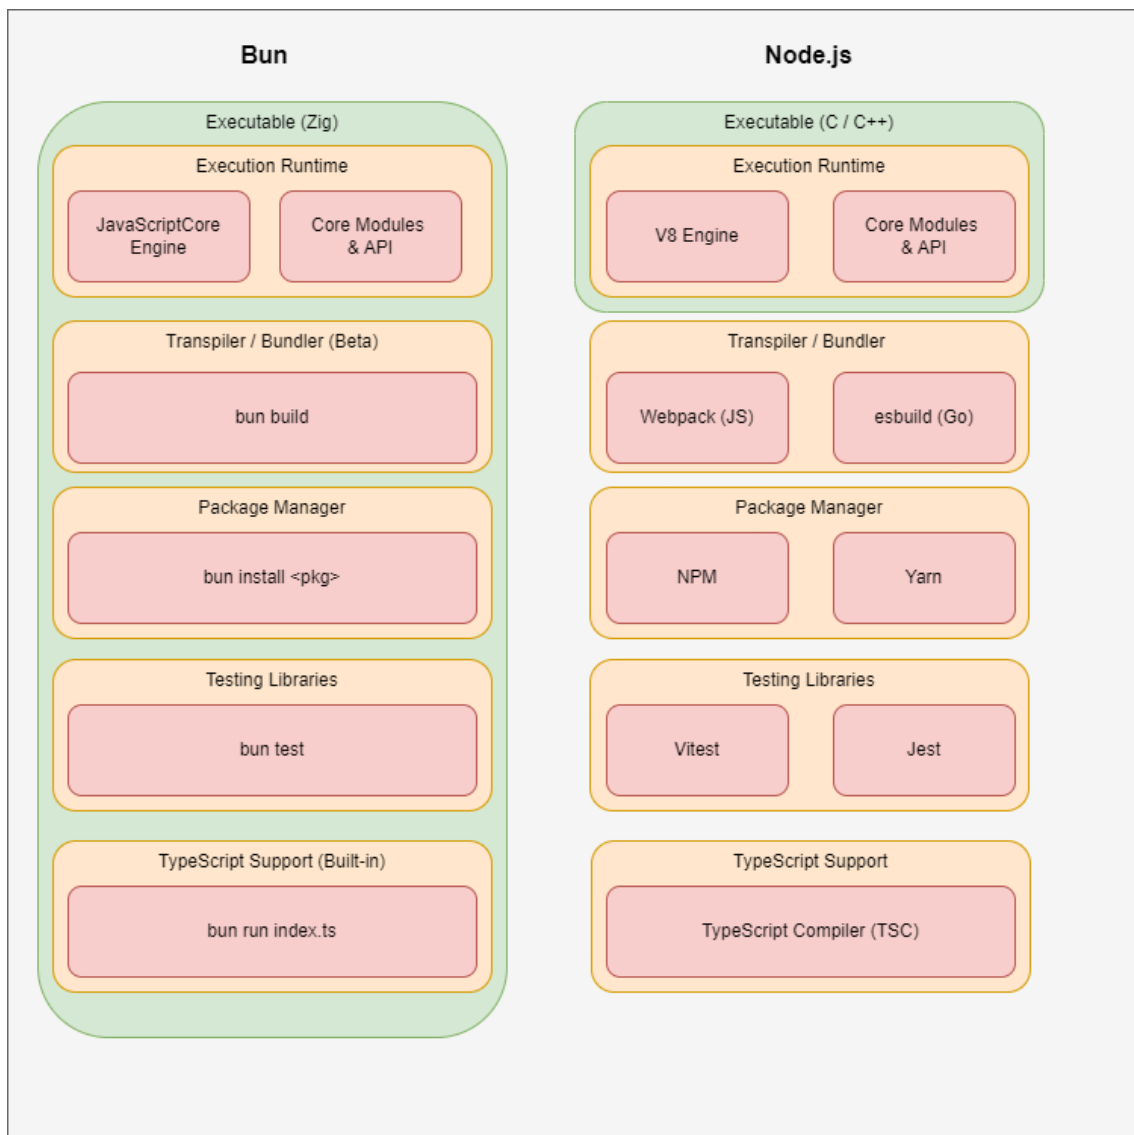 Bun
Executable (Zig)
Execution Runtime
JavaScriptCore
Engine
Core Modules
& API
Transpiler / Bundler (Beta)
bun build
Package Manager
bun install <pkg>
Testing Libraries
bun test
TypeScript Support (Built-in)
bun run index.ts
Node.js
Executable (C / C++)
Execution Runtime
V8 Engine
Core Modules
& API
Transpiler / Bundler
Webpack (JS)
esbuild (Go)
Package Manager
NPM
Yarn
Testing Libraries
Vitest
Jest
TypeScript Support
TypeScript Compiler (TSC)